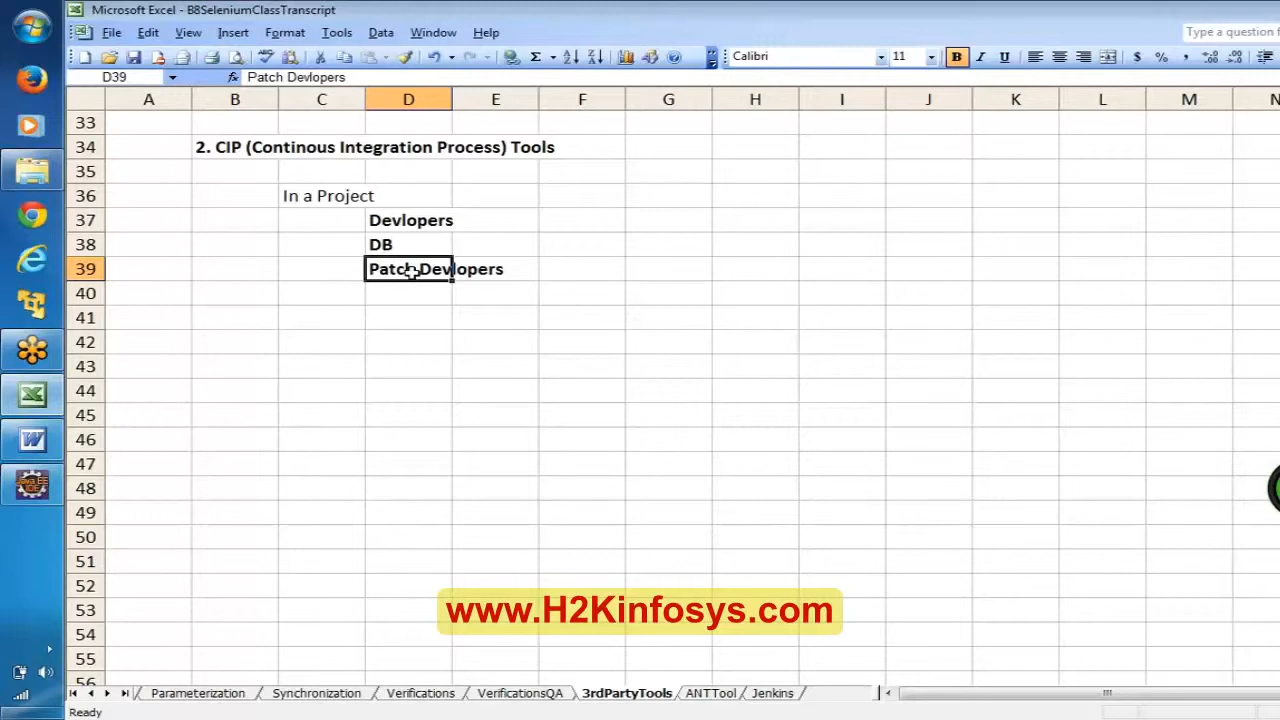 Microsoft Excel - B8SeleniumClassTranscript
File Edit View Insert Format Tools Data Window Help
Type a question f
Calibri 11 B I U $ %
D39 fx Patch Devlopers
A B C D E F G H I J K L M N
33
34 2. CIP (Continous Integration Process) Tools
35
36 In a Project
37 Devlopers
38 DB
39 Patch Devlopers
40
41
42
43
44
45
46
47
48
49
50
51
52
53
54
55
56
www.H2Kinfosys.com
Parameterization Synchronization Verifications VerificationsQA 3rdPartyTools ANTTool Jenkins
Ready